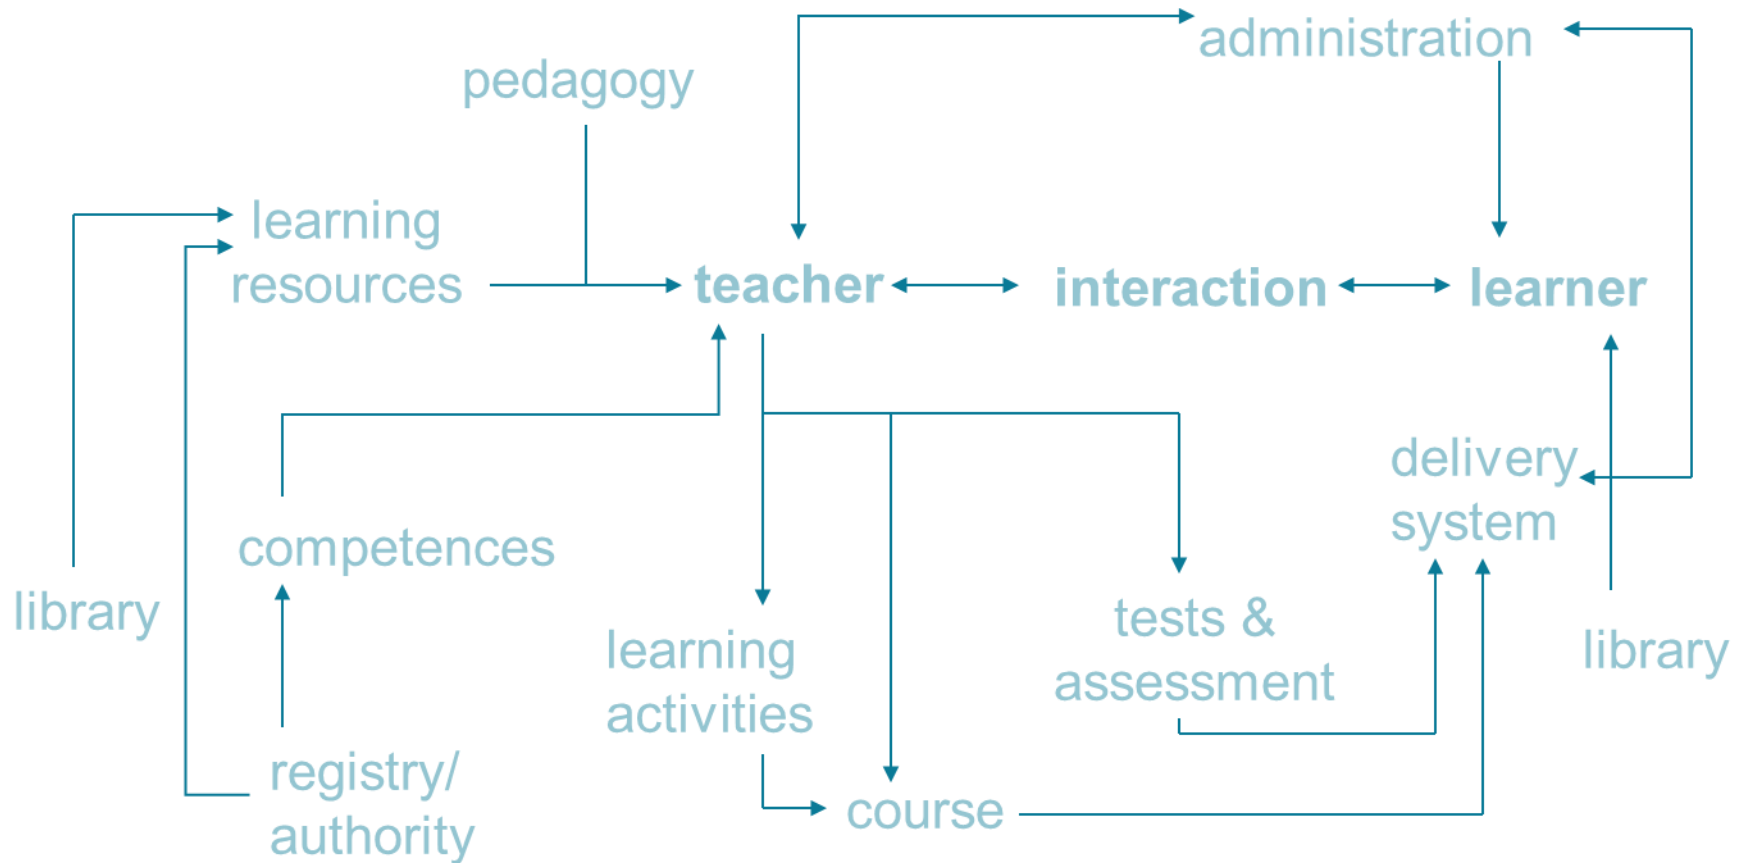 administration
pedagogy
learning
resources
teacher
interaction
learner
delivery
system
competences
library
tests &
assessment
learning
activities
library
registry/
authority
course